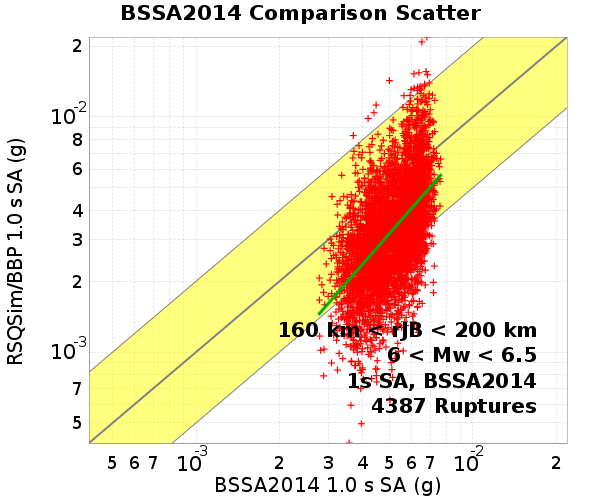 BSSA2014 Comparison Scatter
RSQSim/BBP 1.0 s SA (g)
2
10-2
8
6
4
3
2
10-3
7
5
160 km < rJB < 200 km
6 < Mw < 6.5
1s SA, BSSA2014
4387 Ruptures
5 6 7 10-3 2 3 4 5 6 7 10-2 2
BSSA2014 1.0 s SA (g)